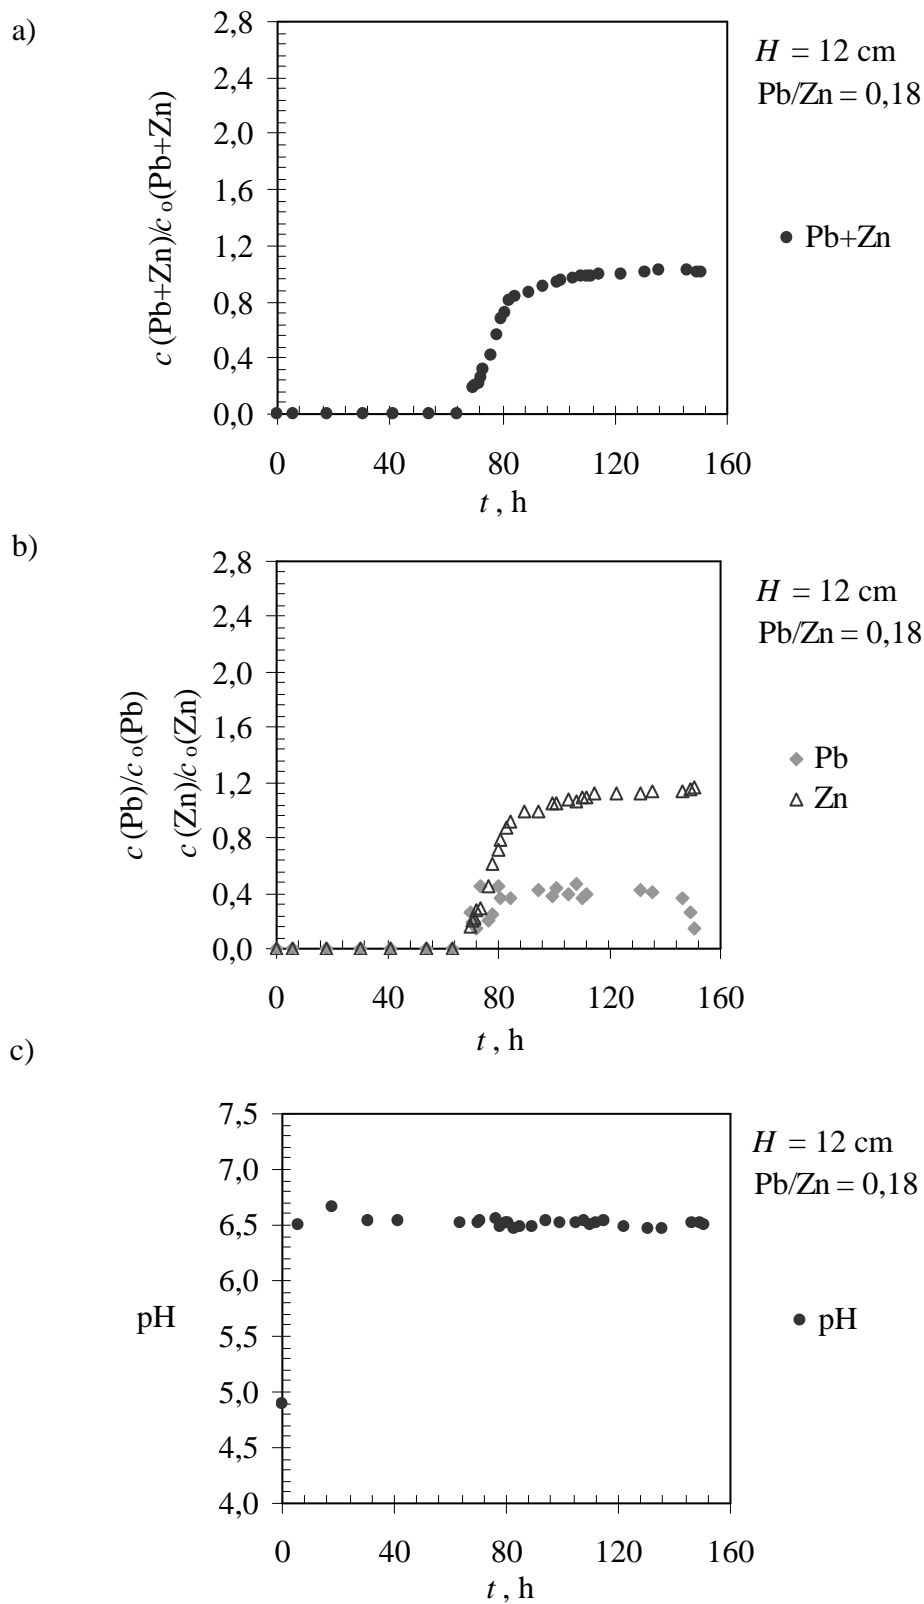 a)
2,8
2,4
2,0
1,6
1,2
0,8
0,4
0,0
c (Pb+Zn)/c o(Pb+Zn)
0 40 80 120 160
t , h
H = 12 cm
Pb/Zn = 0,18
Pb+Zn
b)
2,8
2,4
2,0
1,6
1,2
0,8
0,4
0,0
c (Pb)/c o(Pb)
c (Zn)/c o(Zn)
0 40 80 120 160
t , h
H = 12 cm
Pb/Zn = 0,18
Pb
Zn
c)
7,5
7,0
6,5
6,0
5,5
5,0
4,5
4,0
pH
0 40 80 120 160
t , h
H = 12 cm
Pb/Zn = 0,18
pH